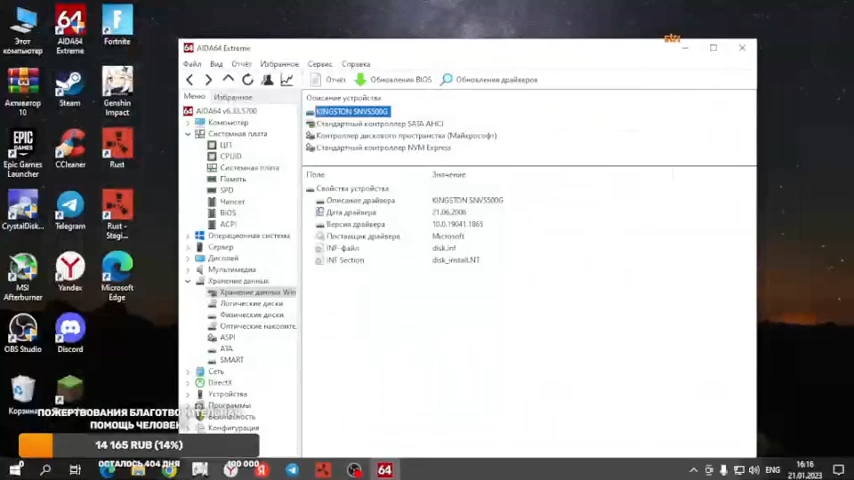 AIDA64 Extreme
Файл Вид Отчёт Избранное Сервис Справка
Отчёт Обновления BIOS Обновления драйверов
Меню Избранное
AIDA64 v6.33.5700
Компьютер
Системная плата
ЦП
CPUID
Системная плата
Память
SPD
Чипсет
BIOS
ACPI
Операционная система
Сервер
Дисплей
Мультимедиа
Хранение данных
Хранение данных Win
Логические диски
Физические диски
Оптические накопите
ASPI
ATA
SMART
Сеть
DirectX
Устройства
Программы
Безопасность
Конфигурация
Описание устройства
KINGSTON SNVS500G
Стандартный контроллер SATA AHCI
Контроллер дискового пространства (Майкрософт)
Стандартный контроллер NVM Express
Поле Значение
Свойства устройства
Описание драйвера KINGSTON SNVS500G
Дата драйвера 21.06.2006
Версия драйвера 10.0.19041.1865
Поставщик драйвера Microsoft
INF-файл disk.inf
INF Section disk_install.NT
Этот компьютер
AIDA64 Extreme
Fortnite
Активатор 10
Steam
Genshin Impact
Epic Games Launcher
CCleaner
Rust
CrystalDisk...
Telegram
Rust - Stagi...
MSI Afterburner
Yandex
Microsoft Edge
OBS Studio
Discord
Корзина
ПОМОЩЬ ЧЕЛОВЕК
14 165 RUB (14%)
0 ОСТАЛОСЬ 404 ДНЯ 100 000
ENG
16:16
21.01.2023